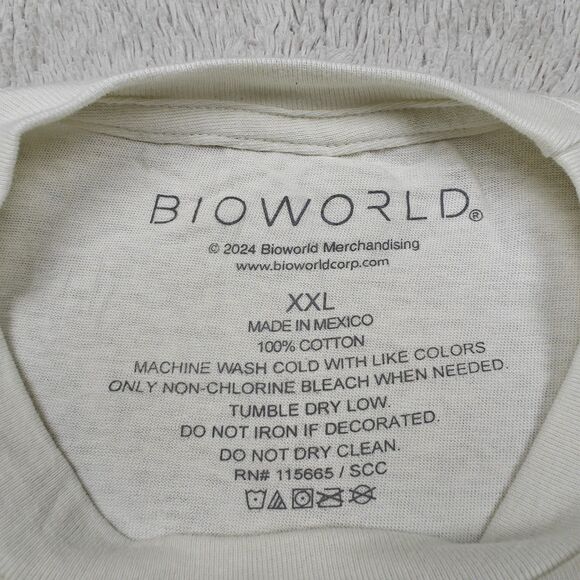 BIOWORLD®
© 2024 Bioworld Merchandising
www.bioworldcorp.com
XXL
MADE IN MEXICO
100% COTTON
MACHINE WASH COLD WITH LIKE COLORS
ONLY NON-CHLORINE BLEACH WHEN NEEDED.
TUMBLE DRY LOW.
DO NOT IRON IF DECORATED.
DO NOT DRY CLEAN.
RN# 115665 / SCC